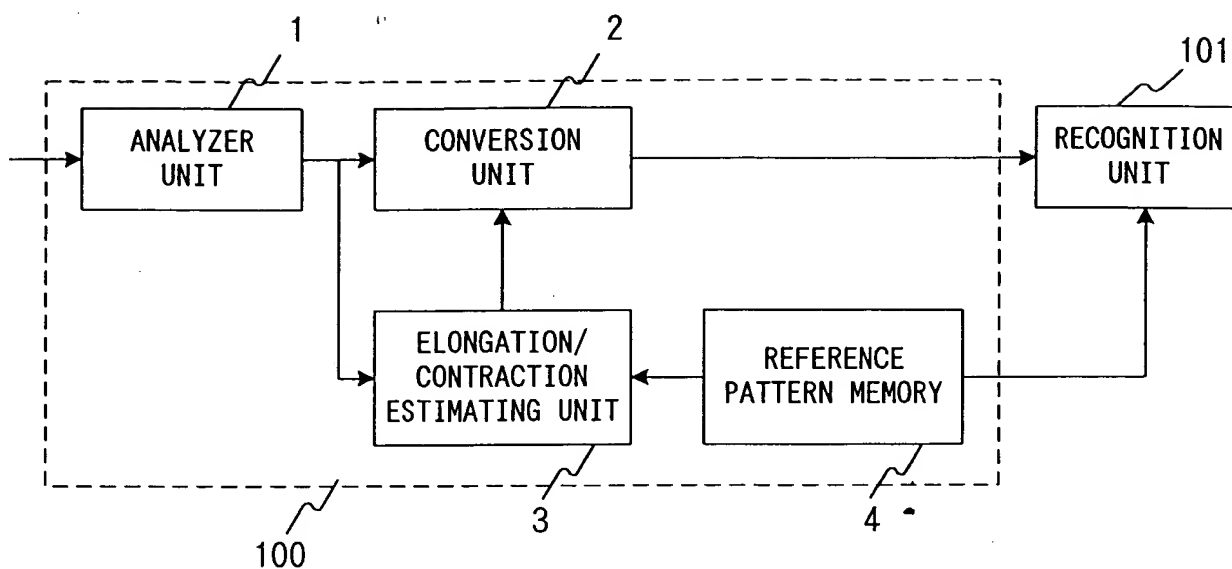 1
2
101
ANALYZER
UNIT
CONVERSION
UNIT
RECOGNITION
UNIT
ELONGATION/
CONTRACTION
ESTIMATING UNIT
REFERENCE
PATTERN MEMORY
100
3
4